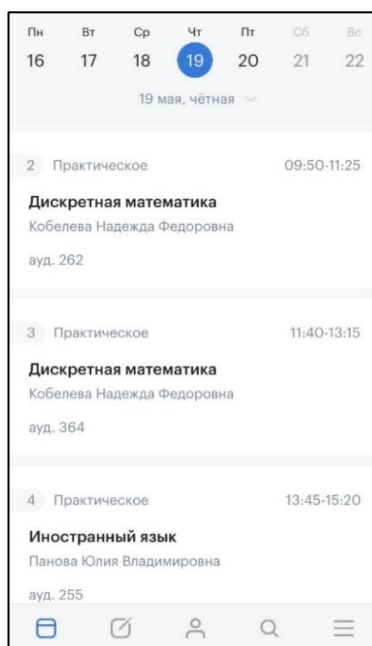 Пн Вт Ср Чт Пт Сб Вс
16 17 18 19 20 21 22
19 мая, чётная
2 Практическое 09:50-11:25
Дискретная математика
Кобелева Надежда Федоровна
ауд. 262
3 Практическое 11:40-13:15
Дискретная математика
Кобелева Надежда Федоровна
ауд. 364
4 Практическое 13:45-15:20
Иностранный язык
Панова Юлия Владимировна
ауд. 255